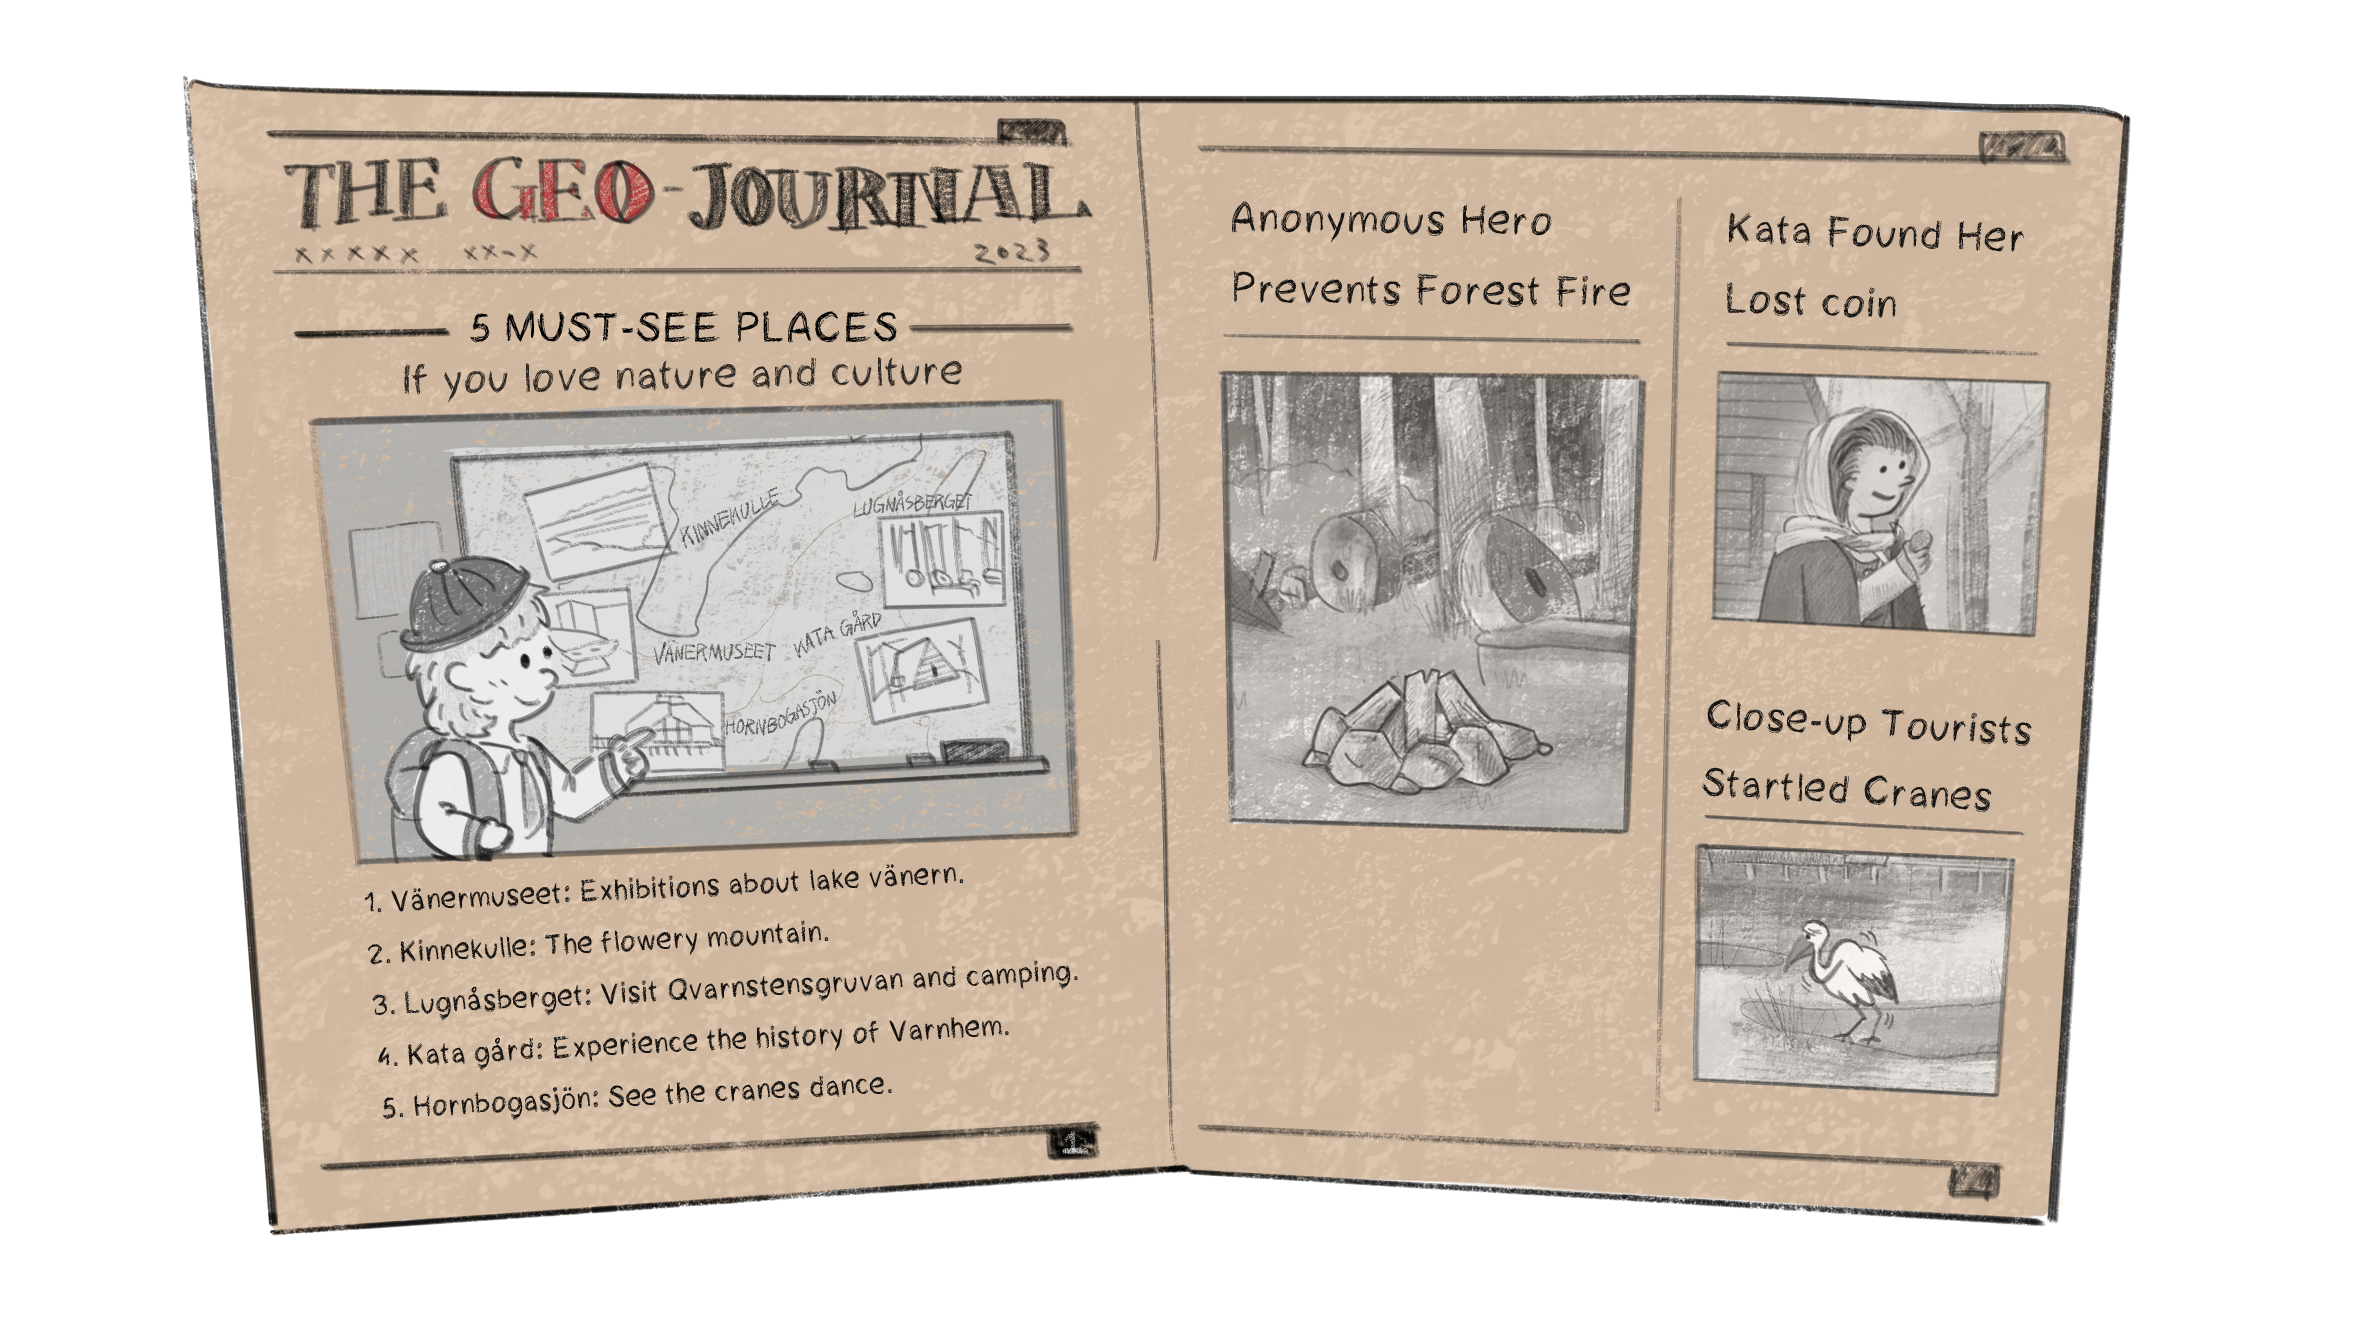 THE GEO-JOURNAL
xxxxx xx-x 2023
5 MUST-SEE PLACES
If you love nature and culture
KINNEKULLE
LUGNÅSBERGET
VÄNERMUSEET
KATA GÅRD
HORNBOGASJÖN
1. Vänermuseet: Exhibitions about lake vänern.
2. Kinnekulle: The flowery mountain.
3. Lugnåsberget: Visit Qvarnstensgruvan and camping.
4. Kata gård: Experience the history of Varnhem.
5. Hornbogasjön: See the cranes dance.
1
Anonymous Hero
Prevents Forest Fire
Kata Found Her
Lost coin
Close-up Tourists
Startled Cranes